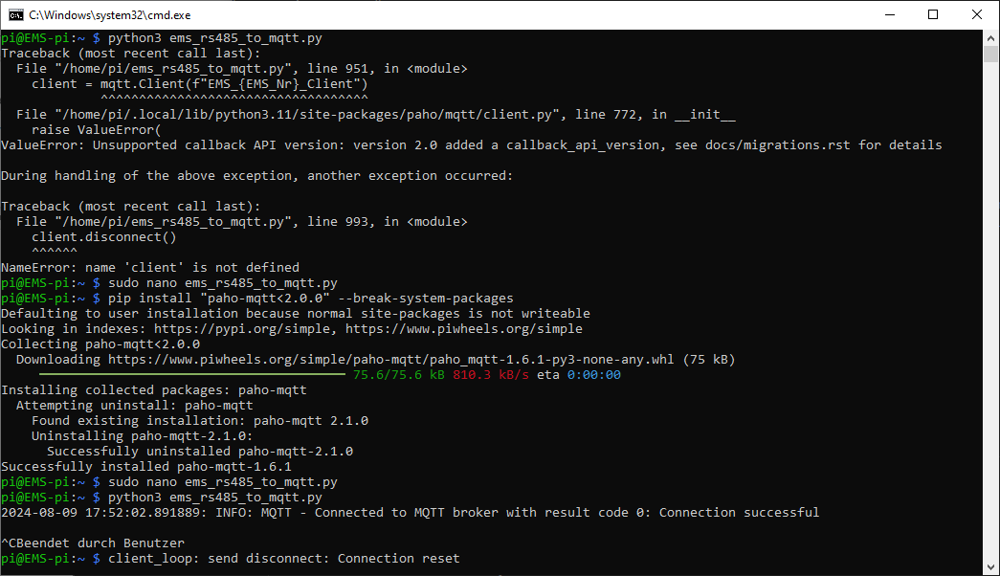 C:\Windows\system32\cmd.exe
pi@EMS-pi:~ $ python3 ems_rs485_to_mqtt.py
Traceback (most recent call last):
  File "/home/pi/ems_rs485_to_mqtt.py", line 951, in <module>
    client = mqtt.Client(f"EMS_{EMS_Nr}_Client")
             ^^^^^^^^^^^^^^^^^^^^^^^^^^^^^^^^^^^
  File "/home/pi/.local/lib/python3.11/site-packages/paho/mqtt/client.py", line 772, in __init__
    raise ValueError(
ValueError: Unsupported callback API version: version 2.0 added a callback_api_version, see docs/migrations.rst for details

During handling of the above exception, another exception occurred:

Traceback (most recent call last):
  File "/home/pi/ems_rs485_to_mqtt.py", line 993, in <module>
    client.disconnect()
    ^^^^^^
NameError: name 'client' is not defined
pi@EMS-pi:~ $ sudo nano ems_rs485_to_mqtt.py
pi@EMS-pi:~ $ pip install "paho-mqtt<2.0.0" --break-system-packages
Defaulting to user installation because normal site-packages is not writeable
Looking in indexes: https://pypi.org/simple, https://www.piwheels.org/simple
Collecting paho-mqtt<2.0.0
  Downloading https://www.piwheels.org/simple/paho-mqtt/paho_mqtt-1.6.1-py3-none-any.whl (75 kB)
     ━━━━━━━━━━━━━━━━━━━━━━━━━━━━━━━━━━━━━━━━ 75.6/75.6 kB 810.3 kB/s eta 0:00:00
Installing collected packages: paho-mqtt
  Attempting uninstall: paho-mqtt
    Found existing installation: paho-mqtt 2.1.0
    Uninstalling paho-mqtt-2.1.0:
      Successfully uninstalled paho-mqtt-2.1.0
Successfully installed paho-mqtt-1.6.1
pi@EMS-pi:~ $ sudo nano ems_rs485_to_mqtt.py
pi@EMS-pi:~ $ python3 ems_rs485_to_mqtt.py
2024-08-09 17:52:02.891889: INFO: MQTT - Connected to MQTT broker with result code 0: Connection successful

^CBeendet durch Benutzer
pi@EMS-pi:~ $ client_loop: send disconnect: Connection reset